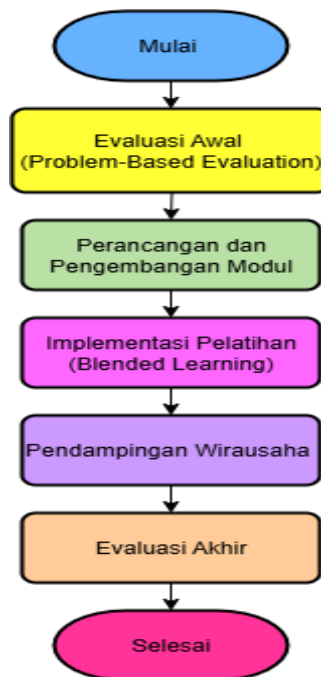 Mulai
Evaluasi Awal
(Problem-Based Evaluation)
Perancangan dan
Pengembangan Modul
Implementasi Pelatihan
(Blended Learning)
Pendampingan Wirausaha
Evaluasi Akhir
Selesai